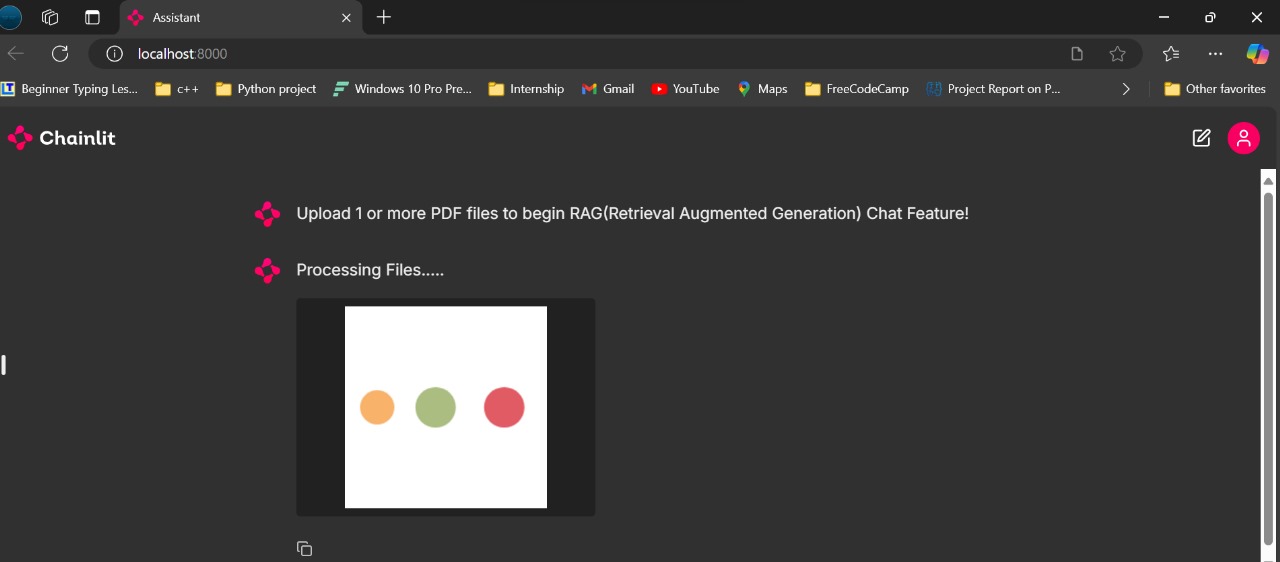 Assistant
localhost:8000
Beginner Typing Les... c++ Python project Windows 10 Pro Pre... Internship Gmail YouTube Maps FreeCodeCamp Project Report on P... Other favorites
Chainlit
Upload 1 or more PDF files to begin RAG(Retrieval Augmented Generation) Chat Feature!
Processing Files.....